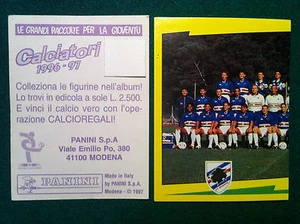 LE GRANDI RACCOLTE PER LA GIOVENTÙ
Calciatori
1996-97
Colleziona le figurine nell'album!
Lo trovi in edicola a sole L. 2.500.
E vinci il calcio vero con l'ope-
razione CALCIOREGALI!
PANINI S.p.A
Viale Emilio Po, 380
41100 MODENA
PANINI
Made in Italy
by PANINI S.p.A.
Modena - © 1997